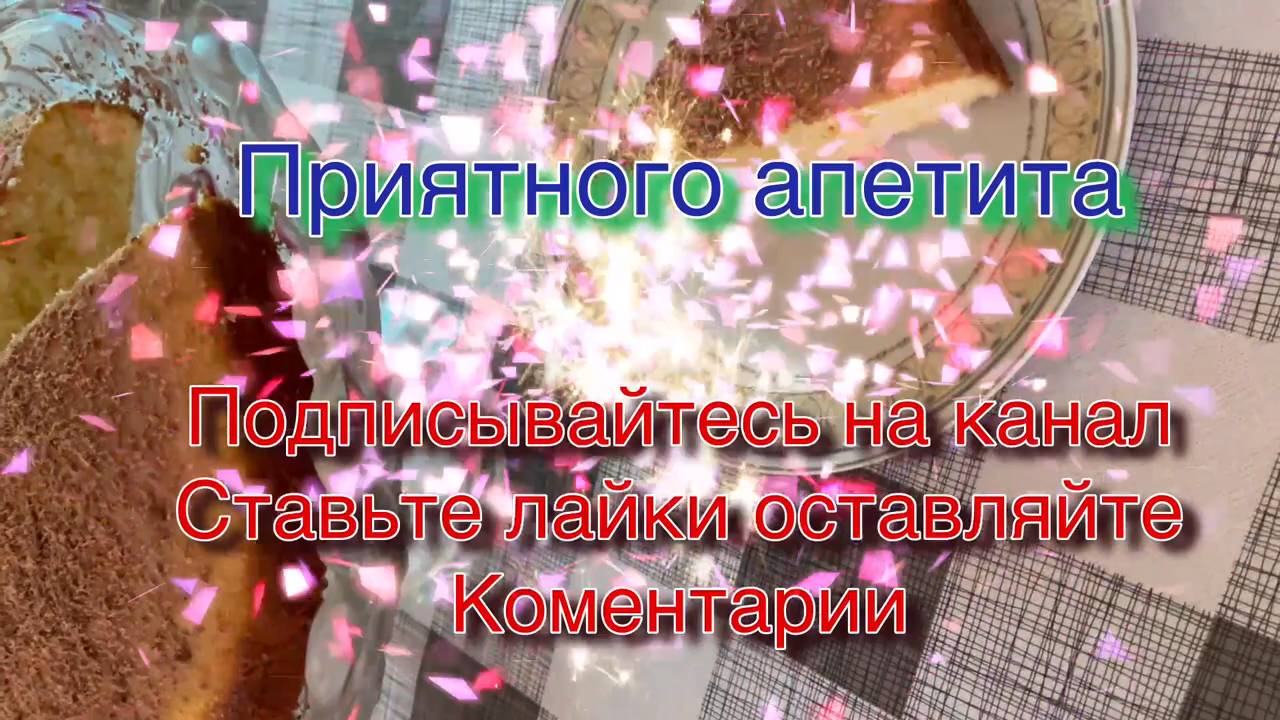 Приятного апетита
Подписывайтесь на канал
Ставьте лайки оставляйте
Коментарии